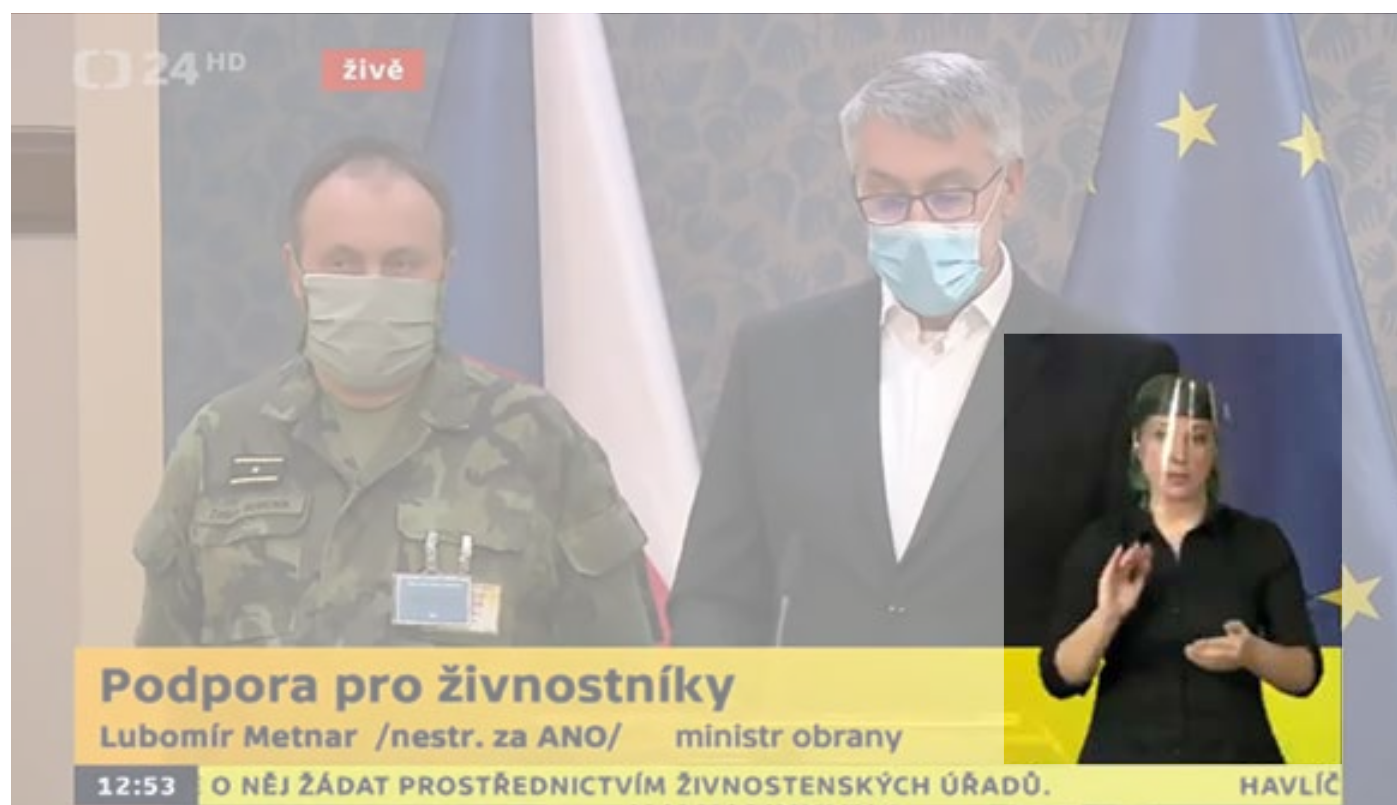 24 HD
živě
Podpora pro živnostníky
Lubomír Metnar /nestr. za ANO/ ministr obrany
12:53 O NĚJ ŽÁDAT PROSTŘEDNICTVÍM ŽIVNOSTENSKÝCH ÚŘADŮ. HAVLÍČ